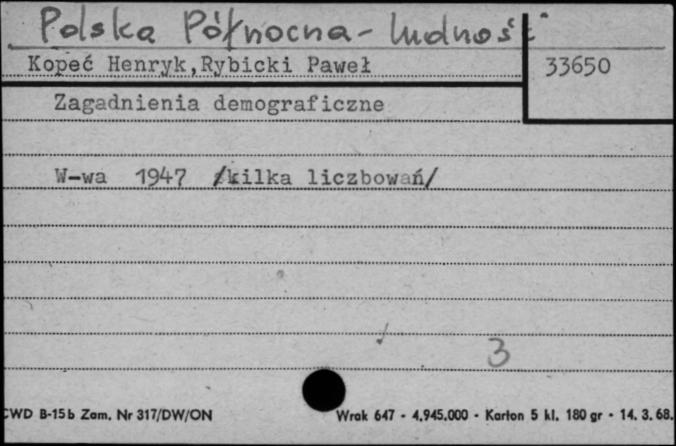 Polska Północna - ludność
Kopeć Henryk,Rybicki Paweł
33650
Zagadnienia demograficzne
W-wa 1947 /kilka liczbowań/
3
CWD B-15b Zam. Nr 317/DW/ON
Wrak 647 - 4.945.000 - Karton 5 kl. 180 gr - 14. 3. 68.